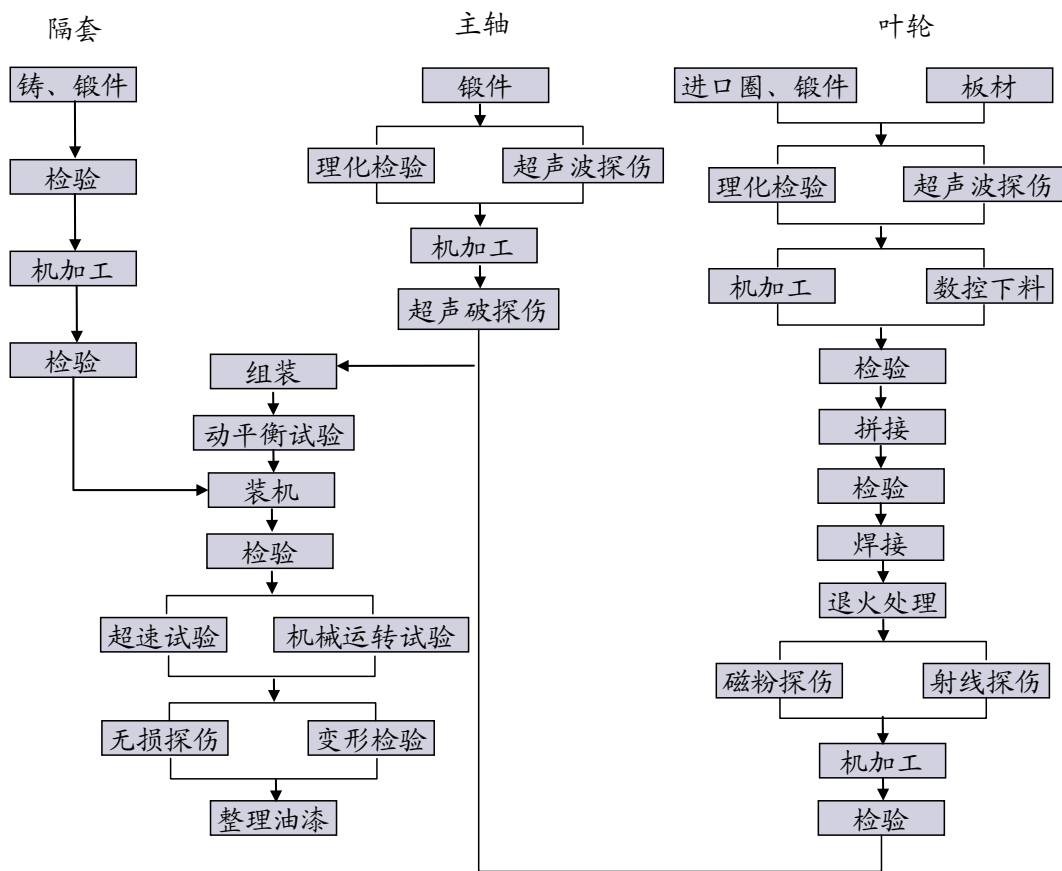 隔套
主轴
叶轮
铸、锻件
检验
机加工
检验
锻件
理化检验
超声波探伤
机加工
超声破探伤
组装
动平衡试验
装机
检验
超速试验
机械运转试验
无损探伤
变形检验
整理油漆
进口圈、锻件
板材
理化检验
超声波探伤
机加工
数控下料
检验
拼接
检验
焊接
退火处理
磁粉探伤
射线探伤
机加工
检验